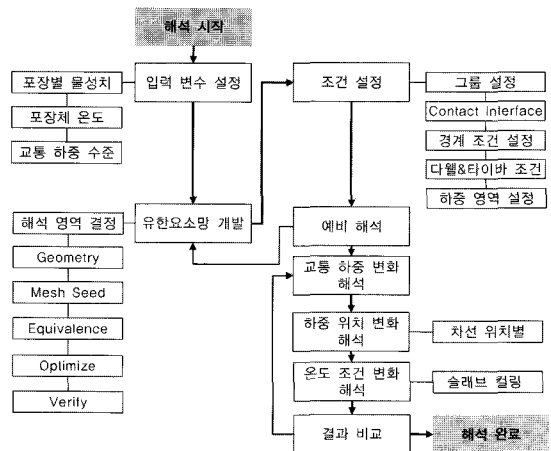 해석 시작
포장별 물성치
입력 변수 설정
조건 설정
그룹 설정
포장체 온도
Contact Interface
교통 하중 수준
경계 조건 설정
다웰&타이바 조건
하중 영역 설정
해석 영역 결정
유한요소망 개발
예비 해석
Geometry
교통 하중 변화
해석
Mesh Seed
하중 위치 변화
해석
차선 위치별
Equivalence
온도 조건 변화
해석
슬래브 컬링
Optimize
Verify
결과 비교
해석 완료